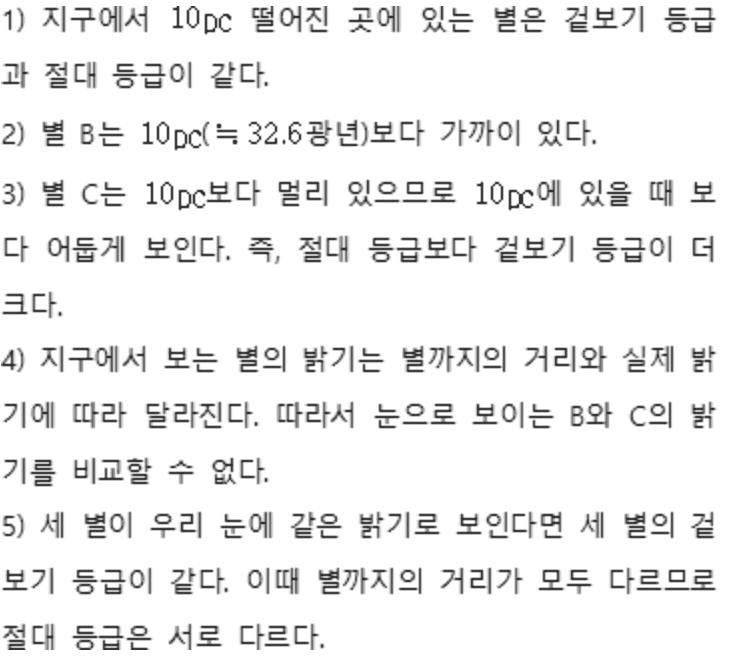 1) 지구에서 10pc 떨어진 곳에 있는 별은 겉보기 등급
과 절대 등급이 같다.
2) 별 B는 10pc(≒32.6광년)보다 가까이 있다.
3) 별 C는 10pc보다 멀리 있으므로 10pc에 있을 때 보
다 어둡게 보인다. 즉, 절대 등급보다 겉보기 등급이 더
크다.
4) 지구에서 보는 별의 밝기는 별까지의 거리와 실제 밝
기에 따라 달라진다. 따라서 눈으로 보이는 B와 C의 밝
기를 비교할 수 없다.
5) 세 별이 우리 눈에 같은 밝기로 보인다면 세 별의 겉
보기 등급이 같다. 이때 별까지의 거리가 모두 다르므로
절대 등급은 서로 다르다.